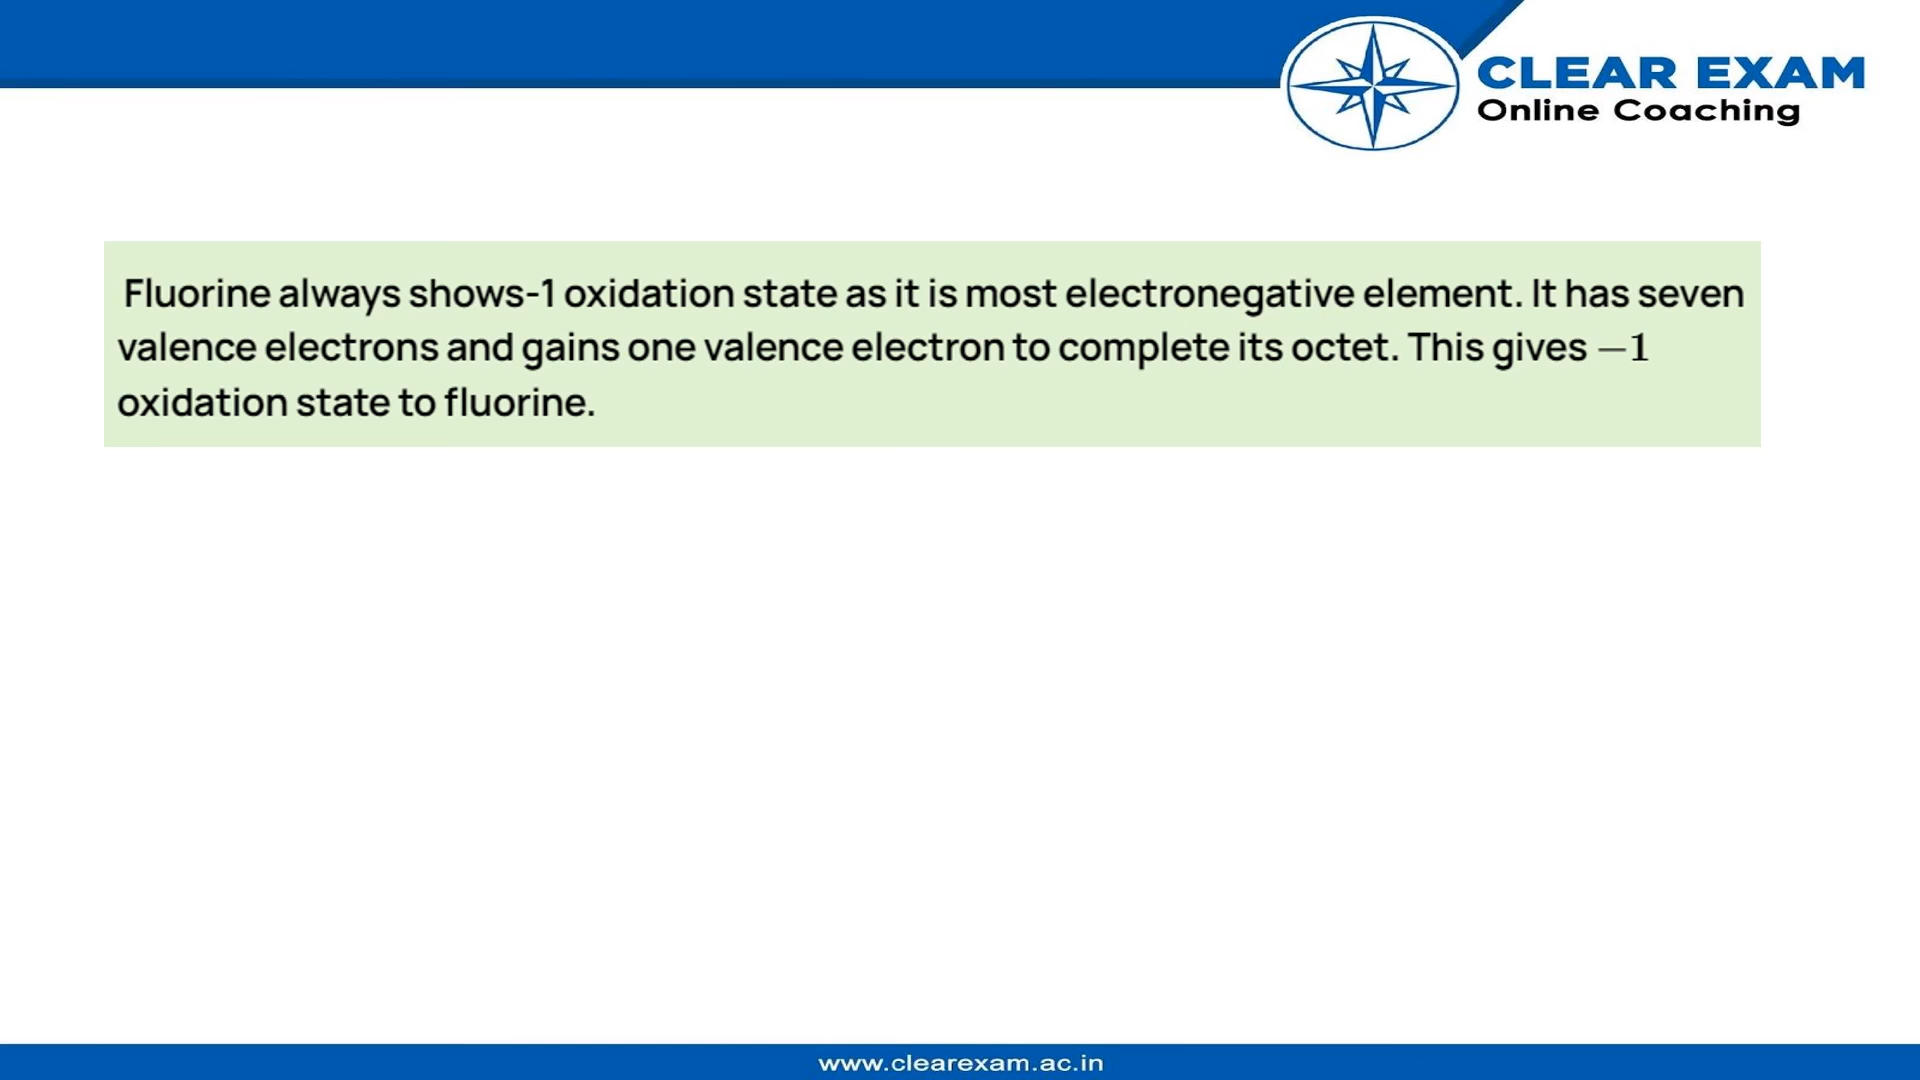 CLEAR EXAM
Online Coaching
Fluorine always shows-1 oxidation state as it is most electronegative element. It has seven
valence electrons and gains one valence electron to complete its octet. This gives −1
oxidation state to fluorine.
www.clearexam.ac.in